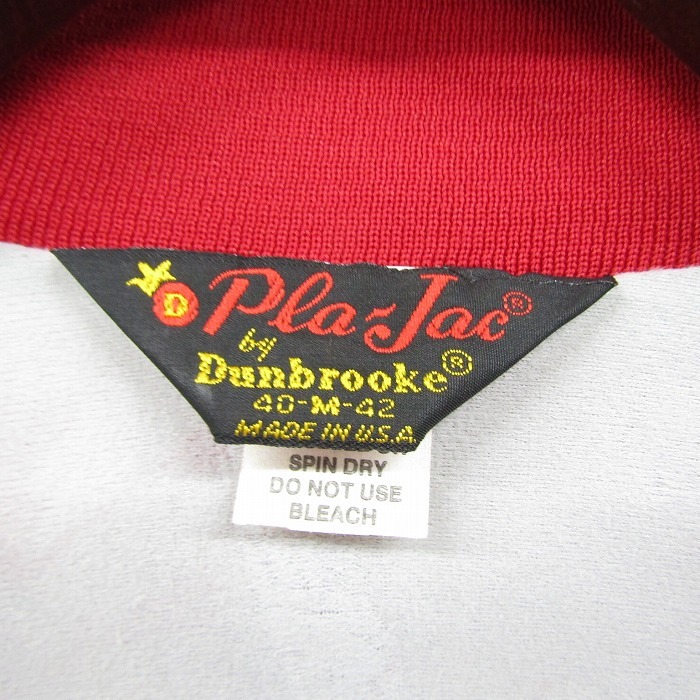 D Pla-Jac®
by
Dunbrooke®
40-M-42
MADE IN U.S.A.
SPIN DRY
DO NOT USE
BLEACH